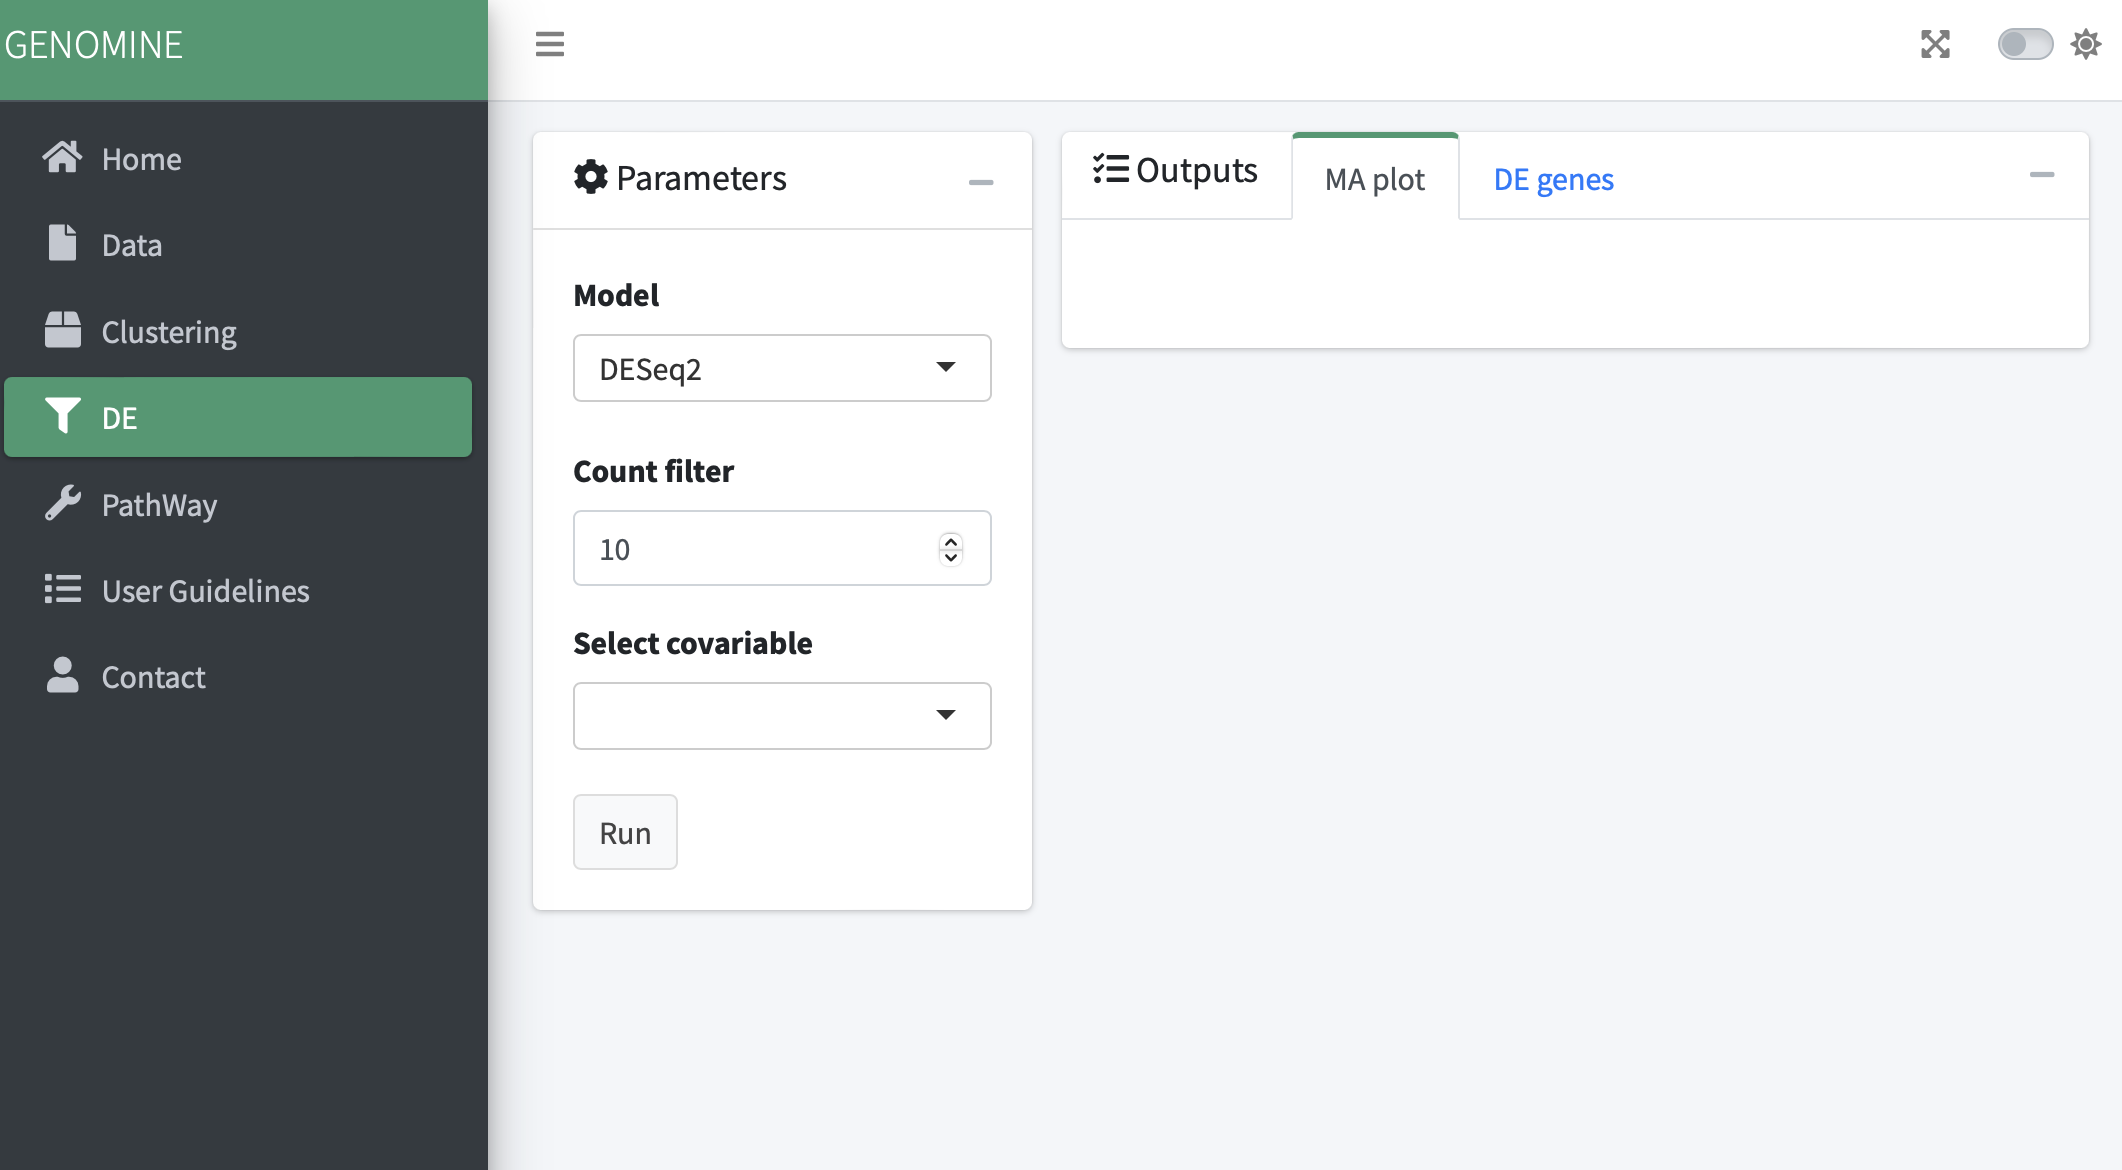 GENOMINE
Home
Data
Clustering
DE
PathWay
User Guidelines
Contact
Parameters
Model
DESeq2
Count filter
10
Select covariable
Run
Outputs
MA plot
DE genes